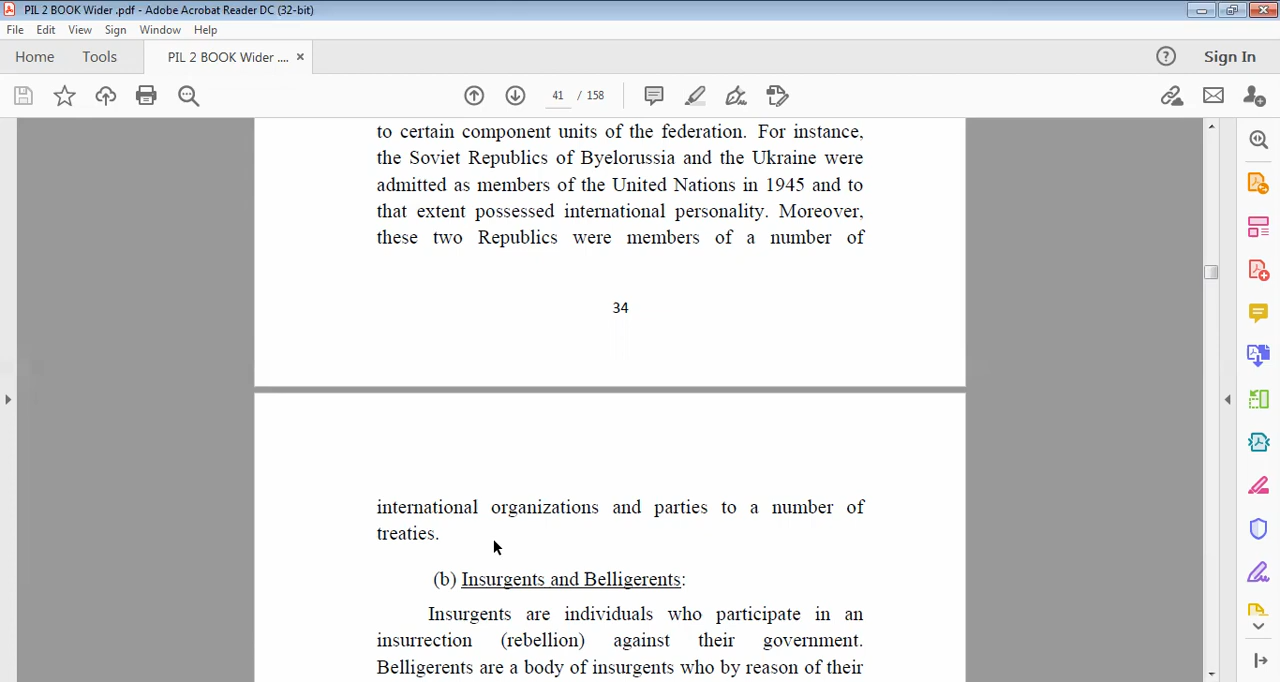 PIL 2 BOOK Wider .pdf - Adobe Acrobat Reader DC (32-bit)
File Edit View Sign Window Help
Home Tools PIL 2 BOOK Wider .... × Sign In
41 / 158
to certain component units of the federation. For instance,
the Soviet Republics of Byelorussia and the Ukraine were
admitted as members of the United Nations in 1945 and to
that extent possessed international personality. Moreover,
these two Republics were members of a number of
34
international organizations and parties to a number of
treaties.
(b) Insurgents and Belligerents:
Insurgents are individuals who participate in an
insurrection (rebellion) against their government.
Belligerents are a body of insurgents who by reason of their